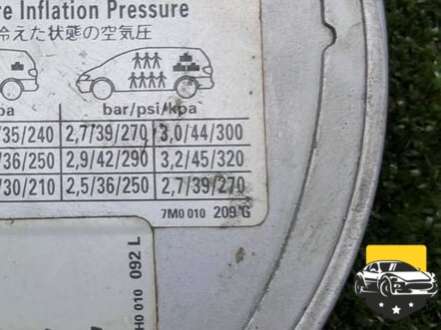 re Inflation Pressure
冷えた状態の空気圧
pa
bar/psi/kpa
/35/240 2,7/39/270 3,0/44/300
/36/250 2,9/42/290 3,2/45/320
/30/210 2,5/36/250 2,7/39/270
7M0 010 209 G
H0 010 092 L